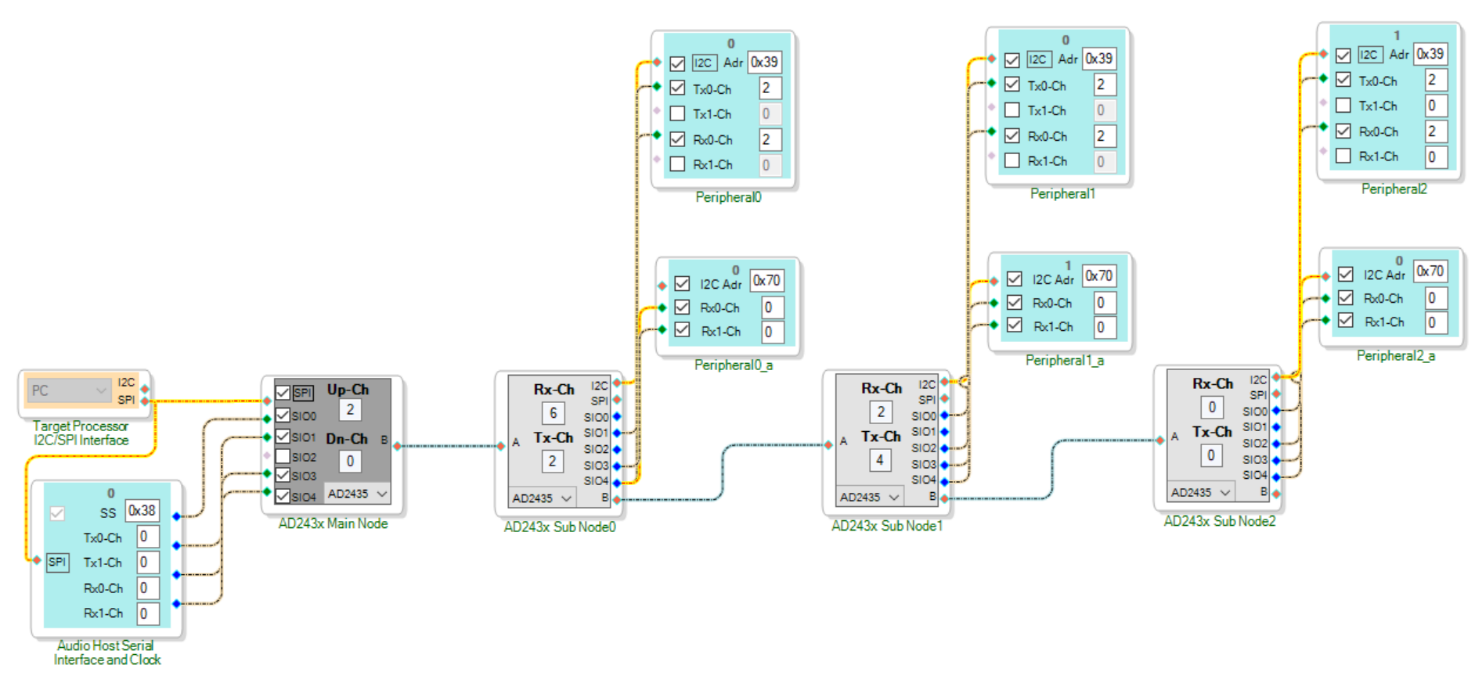 0
I2C Adr 0x39
Tx0-Ch 2
Tx1-Ch 0
Rx0-Ch 2
Rx1-Ch 0
Peripheral0
0
I2C Adr 0x39
Tx0-Ch 2
Tx1-Ch 0
Rx0-Ch 2
Rx1-Ch 0
Peripheral1
1
I2C Adr 0x39
Tx0-Ch 2
Tx1-Ch 0
Rx0-Ch 2
Rx1-Ch 0
Peripheral2
0
I2C Adr 0x70
Rx0-Ch 0
Rx1-Ch 0
Peripheral0_a
1
I2C Adr 0x70
Rx0-Ch 0
Rx1-Ch 0
Peripheral1_a
0
I2C Adr 0x70
Rx0-Ch 0
Rx1-Ch 0
Peripheral2_a
PC
I2C
SPI
Target Processor
I2C/SPI Interface
0
SS 0x38
Tx0-Ch 0
SPI Tx1-Ch 0
Rx0-Ch 0
Rx1-Ch 0
Audio Host Serial
Interface and Clock
SPI
SIO0
SIO1
SIO2
SIO3
SIO4
Up-Ch
2
Dn-Ch
0
B
AD2435
AD243x Main Node
A
Rx-Ch
6
Tx-Ch
2
AD2435
I2C
SPI
SIO0
SIO1
SIO2
SIO3
SIO4
B
AD243x Sub Node0
A
Rx-Ch
2
Tx-Ch
4
AD2435
I2C
SPI
SIO0
SIO1
SIO2
SIO3
SIO4
B
AD243x Sub Node1
A
Rx-Ch
0
Tx-Ch
0
AD2435
I2C
SPI
SIO0
SIO1
SIO2
SIO3
SIO4
B
AD243x Sub Node2